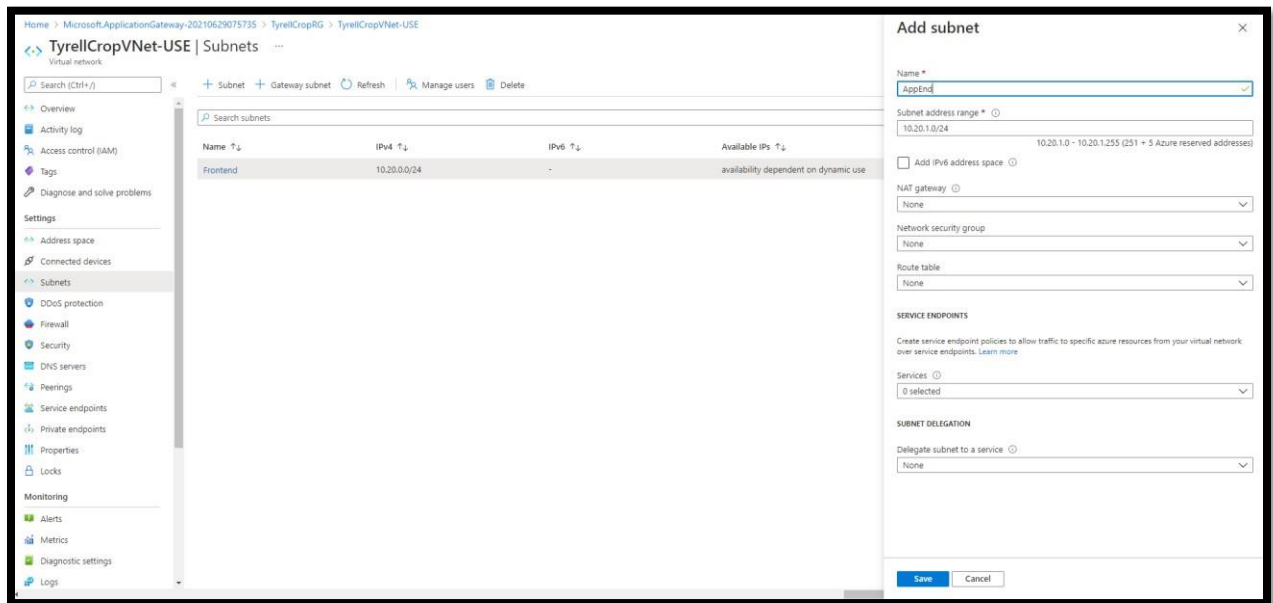 Home > Microsoft.ApplicationGateway-20210629075735 > TyrellCropRG > TyrellCropVNet-USE
TyrellCropVNet-USE | Subnets ...
Virtual network
Search (Ctrl+/) «
Overview
Activity log
Access control (IAM)
Tags
Diagnose and solve problems
Settings
Address space
Connected devices
Subnets
DDoS protection
Firewall
Security
DNS servers
Peerings
Service endpoints
Private endpoints
Properties
Locks
Monitoring
Alerts
Metrics
Diagnostic settings
Logs
+ Subnet + Gateway subnet Refresh | Manage users Delete
Search subnets
Name ↑↓ IPv4 ↑↓ IPv6 ↑↓ Available IPs ↑↓
Frontend 10.20.0.0/24 - availability dependent on dynamic use
Add subnet
Name *
AppEnd
Subnet address range *
10.20.1.0/24
10.20.1.0 - 10.20.1.255 (251 + 5 Azure reserved addresses)
Add IPv6 address space
NAT gateway
None
Network security group
None
Route table
None
SERVICE ENDPOINTS
Create service endpoint policies to allow traffic to specific azure resources from your virtual network
over service endpoints. Learn more
Services
0 selected
SUBNET DELEGATION
Delegate subnet to a service
None
Save Cancel